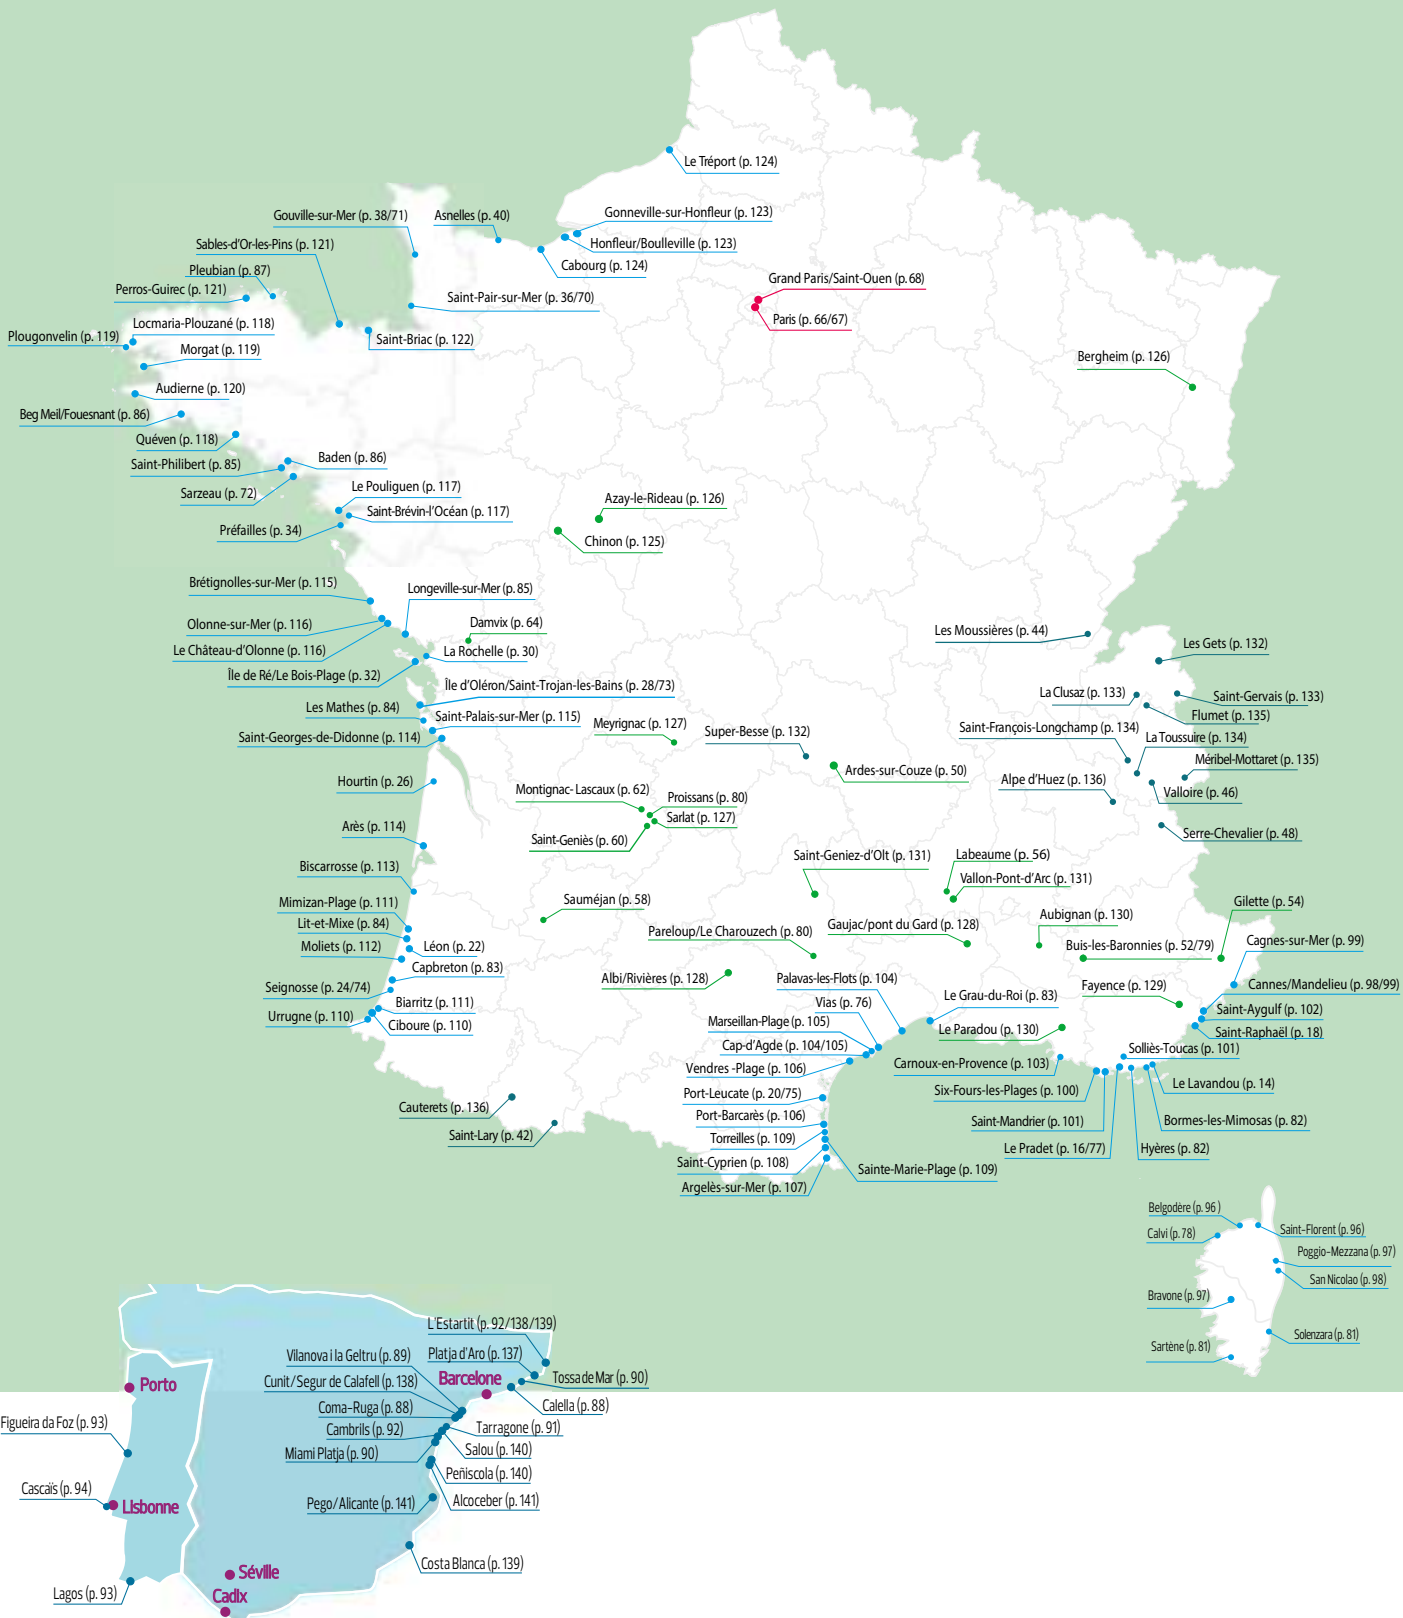 Le Tréport (p. 124)
Gouville-sur-Mer (p. 38/71)
Asnelles (p. 40)
Gonneville-sur-Honfleur (p. 123)
Sables-d'Or-les-Pins (p. 121)
Honfleur/Boulleville (p. 123)
Cabourg (p. 124)
Pleubian (p. 87)
Grand Paris/Saint-Ouen (p. 68)
Perros-Guirec (p. 121)
Saint-Pair-sur-Mer (p. 36/70)
Paris (p. 66/67)
Locmaria-Plouzané (p. 118)
Plougonvelin (p. 119)
Saint-Briac (p. 122)
Morgat (p. 119)
Bergheim (p. 126)
Audierne (p. 120)
Beg Meil/Fouesnant (p. 86)
Quéven (p. 118)
Baden (p. 86)
Saint-Philibert (p. 85)
Sarzeau (p. 72)
Le Pouliguen (p. 117)
Azay-le-Rideau (p. 126)
Saint-Brévin-l'Océan (p. 117)
Préfailles (p. 34)
Chinon (p. 125)
Brétignolles-sur-Mer (p. 115)
Longeville-sur-Mer (p. 85)
Olonne-sur-Mer (p. 116)
Damvix (p. 64)
Les Moussières (p. 44)
Le Château-d'Olonne (p. 116)
La Rochelle (p. 30)
Les Gets (p. 132)
Île de Ré/Le Bois-Plage (p. 32)
Île d'Oléron/Saint-Trojan-les-Bains (p. 28/73)
La Clusaz (p. 133)
Saint-Gervais (p. 133)
Les Mathes (p. 84)
Saint-Palais-sur-Mer (p. 115)
Flumet (p. 135)
Meyrignac (p. 127)
Super-Besse (p. 132)
Saint-François-Longchamp (p. 134)
Saint-Georges-de-Didonne (p. 114)
La Toussuire (p. 134)
Méribel-Mottaret (p. 135)
Ardes-sur-Couze (p. 50)
Hourtin (p. 26)
Alpe d'Huez (p. 136)
Montignac- Lascaux (p. 62)
Valloire (p. 46)
Proissans (p. 80)
Sarlat (p. 127)
Arès (p. 114)
Saint-Geniès (p. 60)
Serre-Chevalier (p. 48)
Saint-Geniez-d'Olt (p. 131)
Labeaume (p. 56)
Biscarrosse (p. 113)
Vallon-Pont-d'Arc (p. 131)
Mimizan-Plage (p. 111)
Sauméjan (p. 58)
Gilette (p. 54)
Lit-et-Mixe (p. 84)
Aubignan (p. 130)
Gaujac/pont du Gard (p. 128)
Pareloup/Le Charouzech (p. 80)
Cagnes-sur-Mer (p. 99)
Moliets (p. 112)
Léon (p. 22)
Buis-les-Baronnies (p. 52/79)
Capbreton (p. 83)
Albi/Rivières (p. 128)
Palavas-les-Flots (p. 104)
Fayence (p. 129)
Cannes/Mandelieu (p. 98/99)
Seignosse (p. 24/74)
Le Grau-du-Roi (p. 83)
Biarritz (p. 111)
Vias (p. 76)
Saint-Aygulf (p. 102)
Urrugne (p. 110)
Ciboure (p. 110)
Marseillan-Plage (p. 105)
Le Paradou (p. 130)
Saint-Raphaël (p. 18)
Cap-d'Agde (p. 104/105)
Solliès-Toucas (p. 101)
Vendres -Plage (p. 106)
Carnoux-en-Provence (p. 103)
Le Lavandou (p. 14)
Port-Leucate (p. 20/75)
Six-Fours-les-Plages (p. 100)
Cauterets (p. 136)
Port-Barcarès (p. 106)
Saint-Mandrier (p. 101)
Bormes-les-Mimosas (p. 82)
Saint-Lary (p. 42)
Torreilles (p. 109)
Le Pradet (p. 16/77)
Hyères (p. 82)
Saint-Cyprien (p. 108)
Sainte-Marie-Plage (p. 109)
Argelès-sur-Mer (p. 107)
Belgodère (p. 96 )
Calvi (p. 78)
Saint-Florent (p. 96)
Poggio-Mezzana (p. 97)
San Nicolao (p. 98)
Bravone (p. 97)
Solenzara (p. 81)
Sartène (p. 81)
L'Estartit (p. 92/138/139)
Vilanova i la Geltru (p. 89)
Platja d'Aro (p. 137)
Cunit/Segur de Calafell (p. 138)
Barcelone
Tossa de Mar (p. 90)
Porto
Coma-Ruga (p. 88)
Calella (p. 88)
Figueira da Foz (p. 93)
Cambrils (p. 92)
Tarragone (p. 91)
Miami Platja (p. 90)
Salou (p. 140)
Peñiscola (p. 140)
Cascaïs (p. 94)
Lisbonne
Pego/Alicante (p. 141)
Alcoceber (p. 141)
Costa Blanca (p. 139)
Séville
Lagos (p. 93)
Cadix